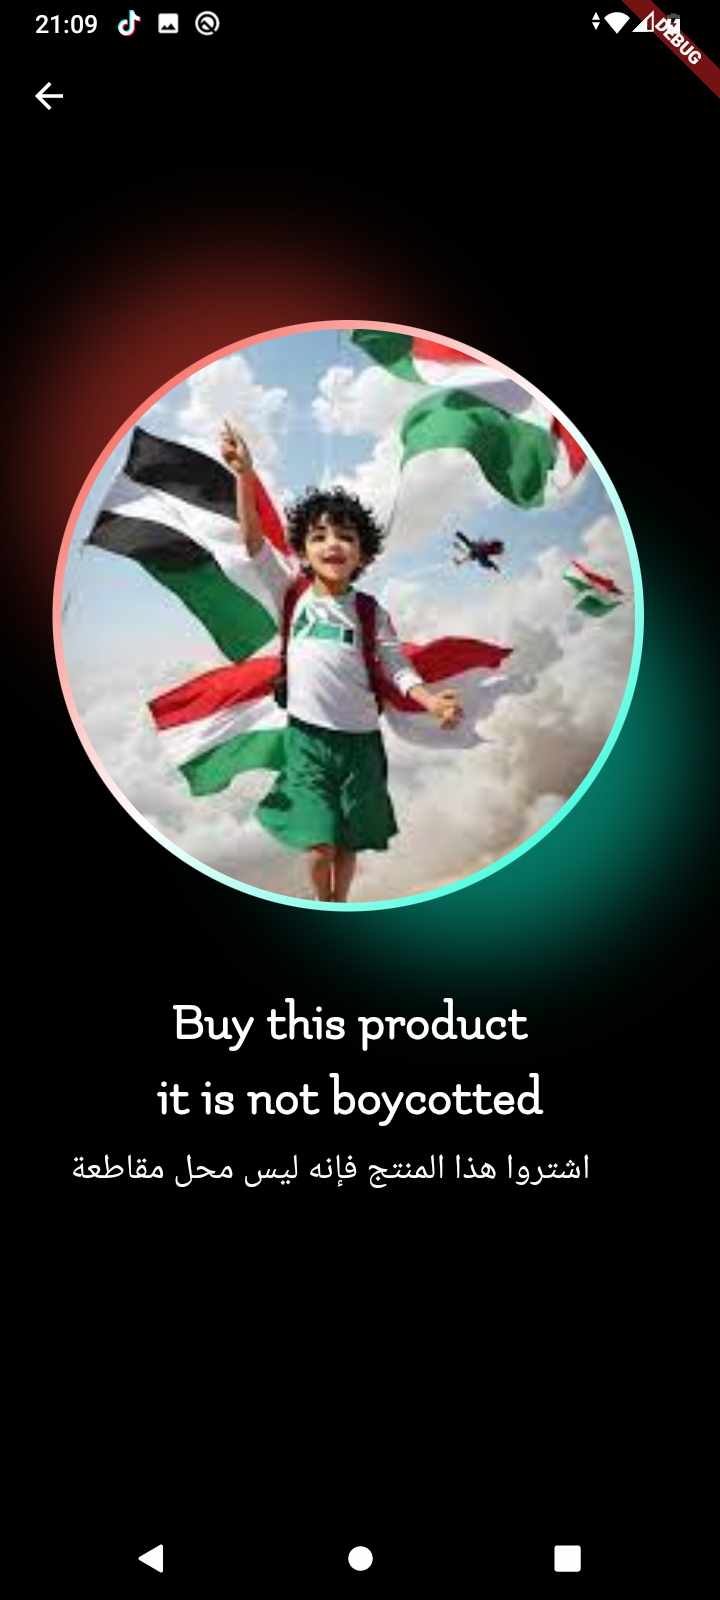 21:09
DEBUG
Buy this product
it is not boycotted
اشتروا هذا المنتج فإنه ليس محل مقاطعة